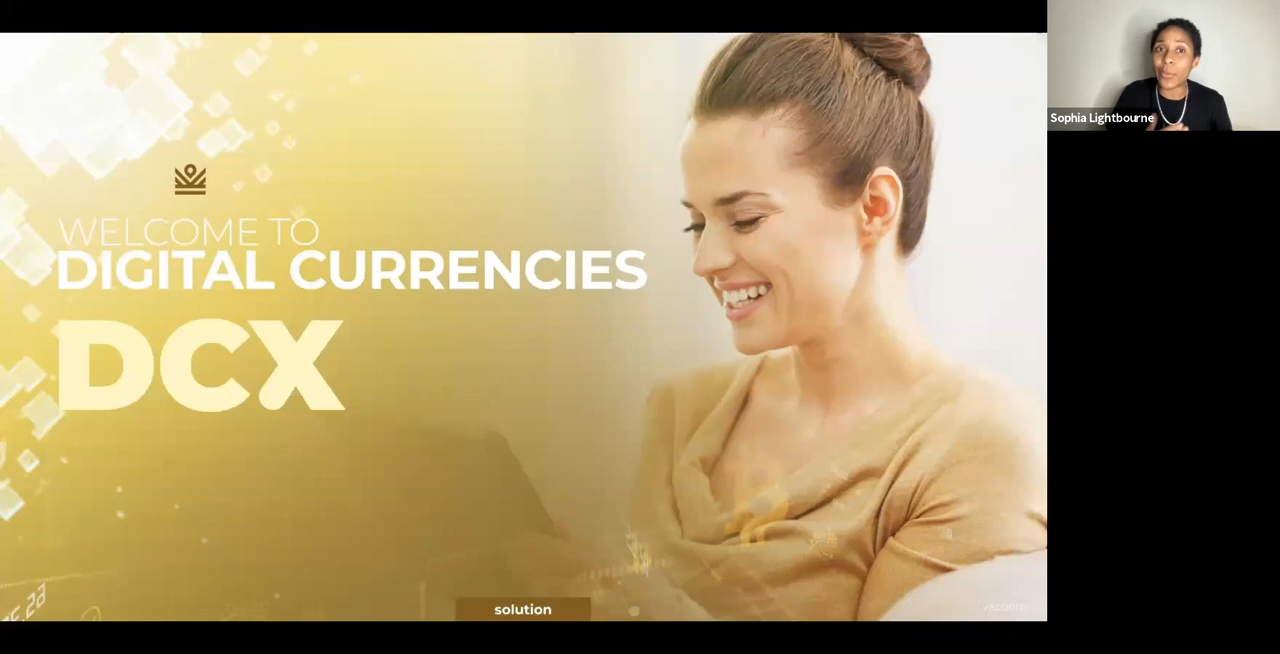 WELCOME TO
DIGITAL CURRENCIES
DCX
solution
Sophia Lightbourne